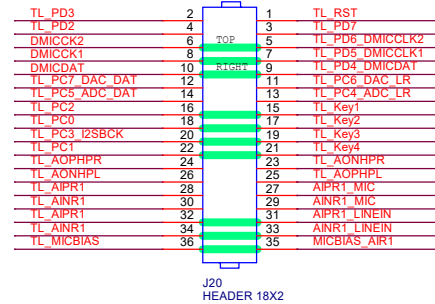 TL_PD3 2 1 TL_RST
TL_PD2 4 3 TL_PD7
DMICCK2 6 TOP 5 TL_PD6_DMICCLK2
DMICCK1 8 7 TL_PD5_DMICCLK1
DMICDAT 10 RIGHT 9 TL_PD4_DMICDAT
TL_PC7_DAC_DAT 12 11 TL_PC6_DAC_LR
TL_PC5_ADC_DAT 14 13 TL_PC4_ADC_LR
TL_PC2 16 15 TL_Key1
TL_PC0 18 17 TL_Key2
TL_PC3_I2SBCK 20 19 TL_Key3
TL_PC1 22 21 TL_Key4
TL_AOPHPR 24 23 TL_AONHPR
TL_AONHPL 26 25 TL_AOPHPL
TL_AIPR1 28 27 AIPR1_MIC
TL_AINR1 30 29 AINR1_MIC
TL_AIPR1 32 31 AIPR1_LINEIN
TL_AINR1 34 33 AINR1_LINEIN
TL_MICBIAS 36 35 MICBIAS_AIR1
J20
HEADER 18X2